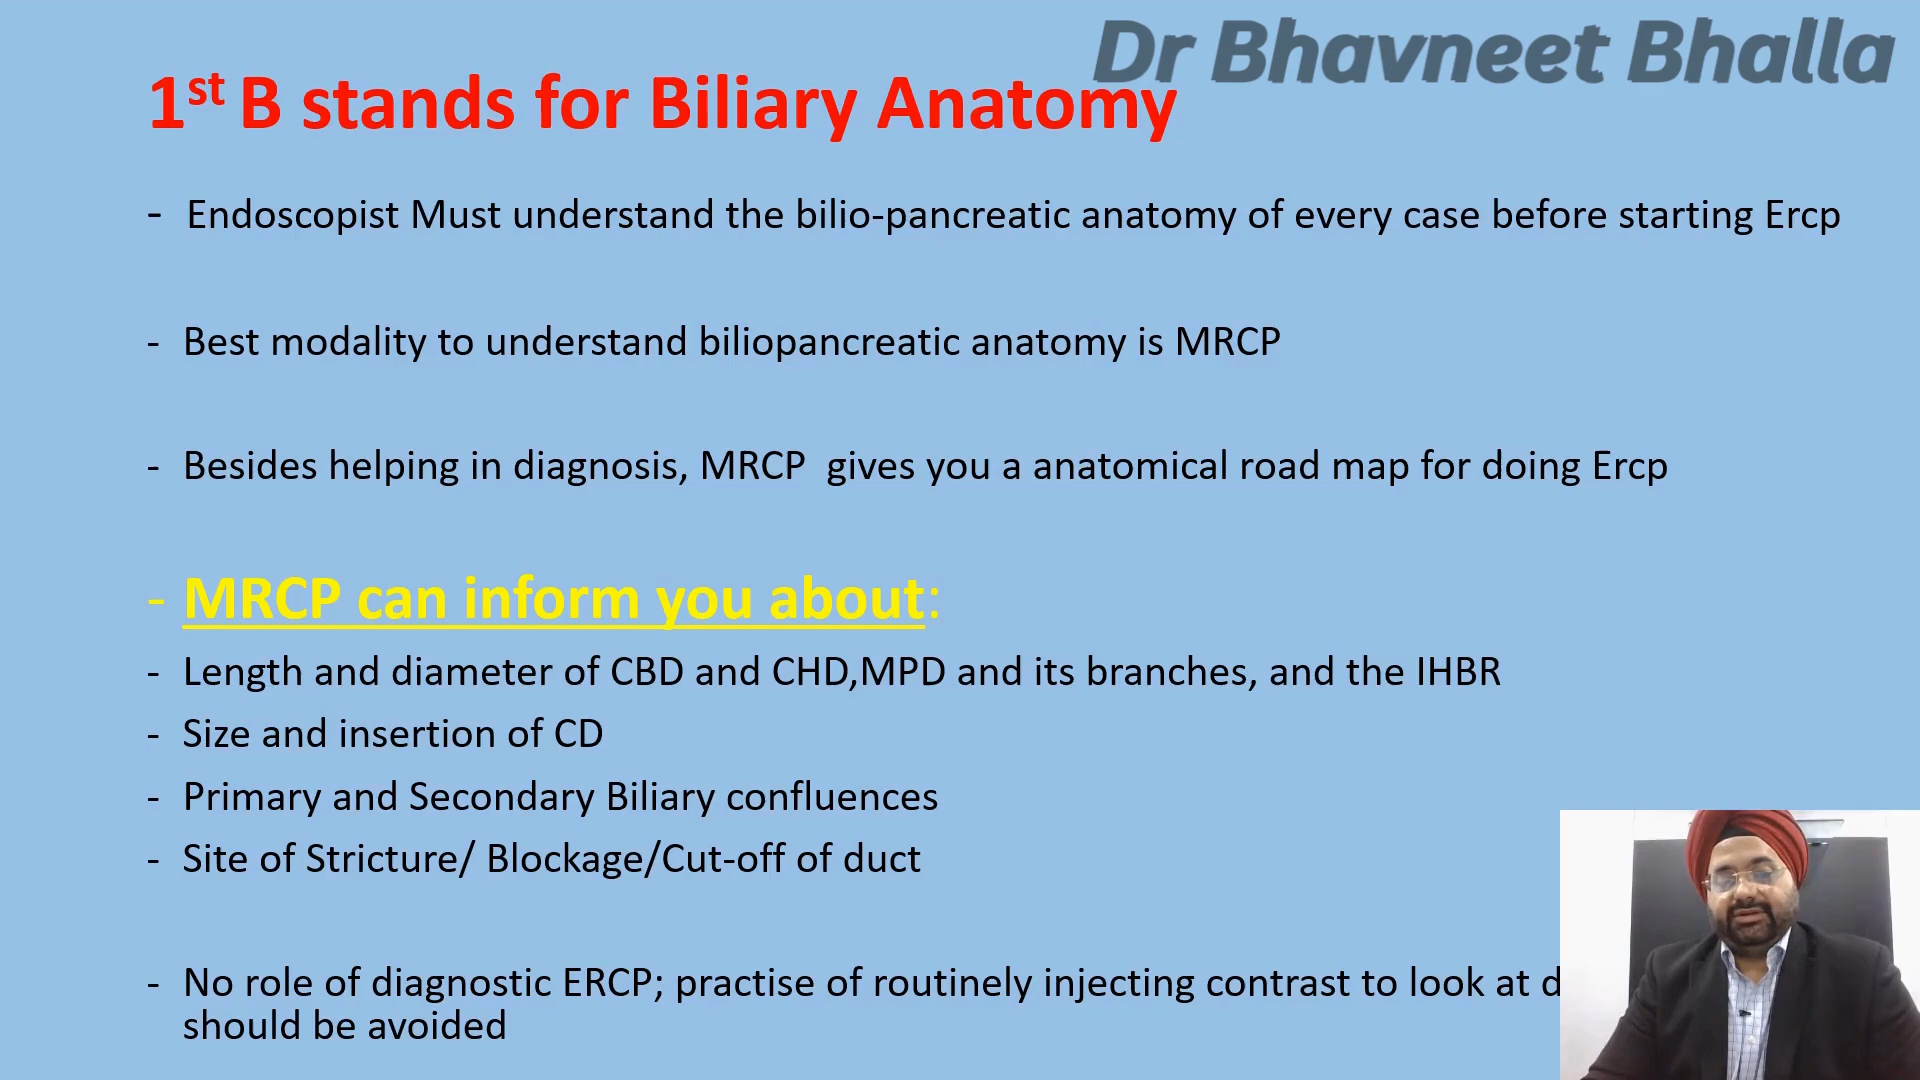 Dr Bhavneet Bhalla
1st B stands for Biliary Anatomy
- Endoscopist Must understand the bilio-pancreatic anatomy of every case before starting Ercp
- Best modality to understand biliopancreatic anatomy is MRCP
- Besides helping in diagnosis, MRCP gives you a anatomical road map for doing Ercp
- MRCP can inform you about:
- Length and diameter of CBD and CHD,MPD and its branches, and the IHBR
- Size and insertion of CD
- Primary and Secondary Biliary confluences
- Site of Stricture/ Blockage/Cut-off of duct
- No role of diagnostic ERCP; practise of routinely injecting contrast to look at
should be avoided